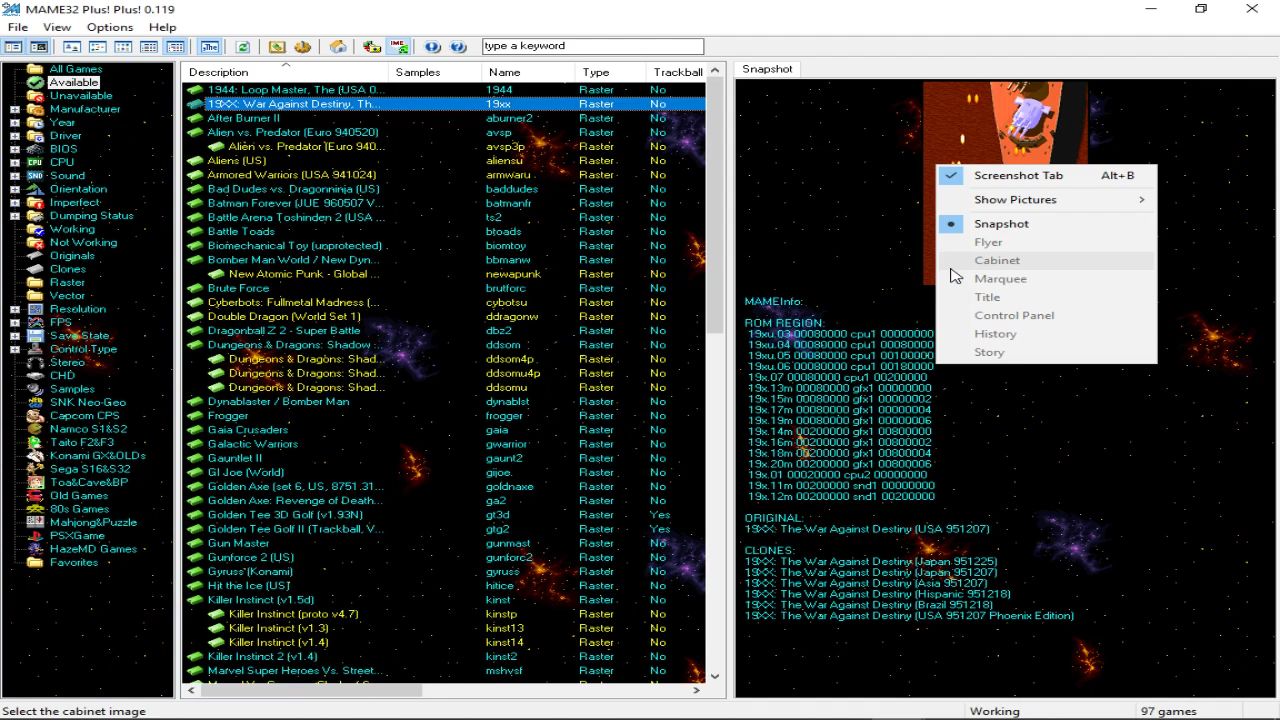 MAME32 Plus! Plus! 0.119
File View Options Help
type a keyword
All Games
Available
Unavailable
Manufacturer
Year
Driver
BIOS
CPU CPU
SND Sound
Orientation
Imperfect
Dumping Status
Working
Not Working
Originals
Clones
Raster
Vector
Resolution
FPS
Save State
Control Type
Stereo
CHD
Samples
SNK Neo-Geo
Capcom CPS
Namco S1&S2
Taito F2&F3
Konami GX&OLDs
Sega S16&S32
Toa&Cave&BP
Old Games
80s Games
Mahjong&Puzzle
PSXGame
HazeMD Games
Favorites
Description Samples Name Type Trackball
1944: Loop Master, The (USA 0... 1944 Raster No
19XX: War Against Destiny, Th... 19xx Raster No
After Burner II aburner2 Raster No
Alien vs. Predator (Euro 940520) avsp Raster No
Alien vs. Predator (Euro 940... avsp3p Raster No
Aliens (US) aliensu Raster No
Armored Warriors (USA 941024) armwaru Raster No
Bad Dudes vs. Dragonninja (US) baddudes Raster No
Batman Forever (JUE 960507 V... batmanfr Raster No
Battle Arena Toshinden 2 (USA ... ts2 Raster No
Battle Toads btoads Raster No
Biomechanical Toy (unprotected) biomtoy Raster No
Bomber Man World / New Dyn... bbmanw Raster No
New Atomic Punk - Global ... newapunk Raster No
Brute Force brutforc Raster No
Cyberbots: Fullmetal Madness (... cybotsu Raster No
Double Dragon (World Set 1) ddragonw Raster No
Dragonball Z 2 - Super Battle dbz2 Raster No
Dungeons & Dragons: Shadow ... ddsom Raster No
Dungeons & Dragons: Shad... ddsom4p Raster No
Dungeons & Dragons: Shad... ddsomu4p Raster No
Dungeons & Dragons: Shad... ddsomu Raster No
Dynablaster / Bomber Man dynablst Raster No
Frogger frogger Raster No
Gaia Crusaders gaia Raster No
Galactic Warriors gwarrior Raster No
Gauntlet II gaunt2 Raster No
GI Joe (World) gijoe Raster No
Golden Axe (set 6, US, 8751.31... goldnaxe Raster No
Golden Axe: Revenge of Death... ga2 Raster No
Golden Tee 3D Golf (v1.93N) gt3d Raster Yes
Golden Tee Golf II (Trackball, V... gtg2 Raster Yes
Gun Master gunmast Raster No
Gunforce 2 (US) gunforc2 Raster No
Gyruss (Konami) gyruss Raster No
Hit the Ice (US) hitice Raster No
Killer Instinct (v1.5d) kinst Raster No
Killer Instinct (proto v4.7) kinstp Raster No
Killer Instinct (v1.3) kinst13 Raster No
Killer Instinct (v1.4) kinst14 Raster No
Killer Instinct 2 (v1.4) kinst2 Raster No
Marvel Super Heroes Vs. Street... mshvsf Raster No
Snapshot
Screenshot Tab Alt+B
Show Pictures
Snapshot
Flyer
Cabinet
Marquee
Title
Control Panel
History
Story
MAMEInfo:
ROM REGION:
19xu.03 00080000 cpu1 00000000
19xu.04 00080000 cpu1 00080000
19xu.05 00080000 cpu1 00100000
19xu.06 00080000 cpu1 00180000
19x.07 00080000 cpu1 00200000
19x.13m 00080000 gfx1 00000000
19x.15m 00080000 gfx1 00000002
19x.17m 00080000 gfx1 00000004
19x.19m 00080000 gfx1 00000006
19x.14m 00200000 gfx1 00800000
19x.16m 00200000 gfx1 00800002
19x.18m 00200000 gfx1 00800004
19x.20m 00200000 gfx1 00800006
19x.01 00020000 cpu2 00000000
19x.11m 00200000 snd1 00000000
19x.12m 00200000 snd1 00200000
ORIGINAL:
19XX: The War Against Destiny (USA 951207)
CLONES:
19XX: The War Against Destiny (Japan 951225)
19XX: The War Against Destiny (Japan 951207)
19XX: The War Against Destiny (Asia 951207)
19XX: The War Against Destiny (Hispanic 951218)
19XX: The War Against Destiny (Brazil 951218)
19XX: The War Against Destiny (USA 951207 Phoenix Edition)
Select the cabinet image Working 97 games